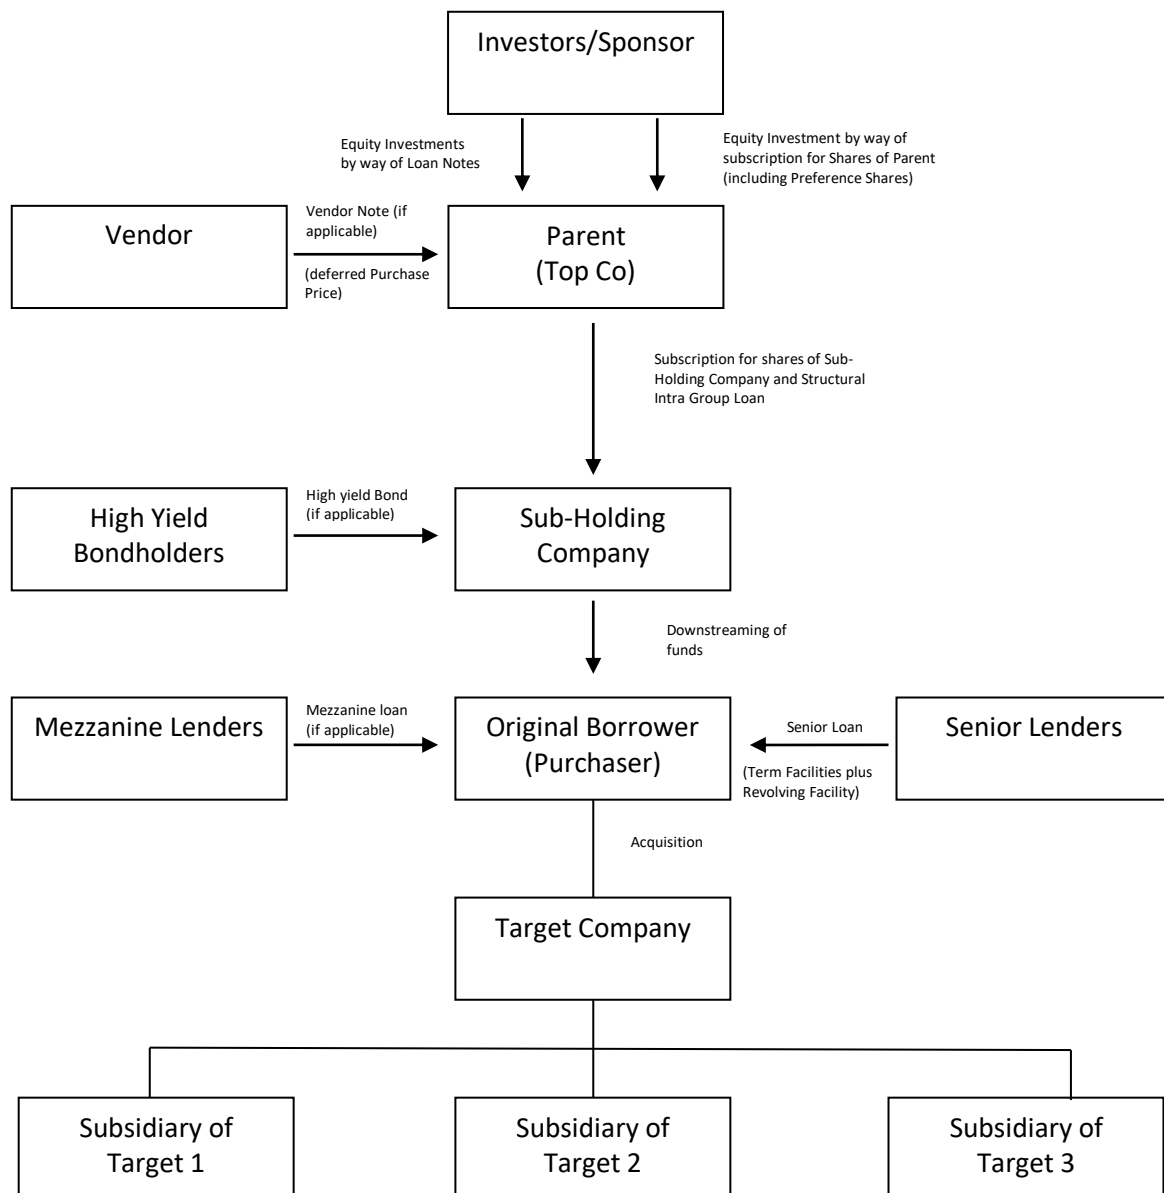 Investors/Sponsor
Equity Investments
by way of Loan Notes
Equity Investment by way of
subscription for Shares of Parent
(including Preference Shares)
Vendor
Vendor Note (if
applicable)
(deferred Purchase
Price)
Parent
(Top Co)
Subscription for shares of Sub-
Holding Company and Structural
Intra Group Loan
High Yield
Bondholders
High yield Bond
(if applicable)
Sub-Holding
Company
Downstreaming of
funds
Mezzanine Lenders
Mezzanine loan
(if applicable)
Original Borrower
(Purchaser)
Senior Loan
(Term Facilities plus
Revolving Facility)
Senior Lenders
Acquisition
Target Company
Subsidiary of
Target 1
Subsidiary of
Target 2
Subsidiary of
Target 3